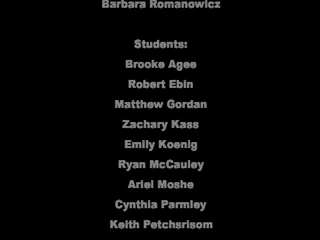 Barbara Romanowicz
Students:
Brooke Agee
Robert Ebin
Matthew Gordan
Zachary Kass
Emily Koenig
Ryan McCauley
Ariel Moshe
Cynthia Parmley
Keith Petchsrisom